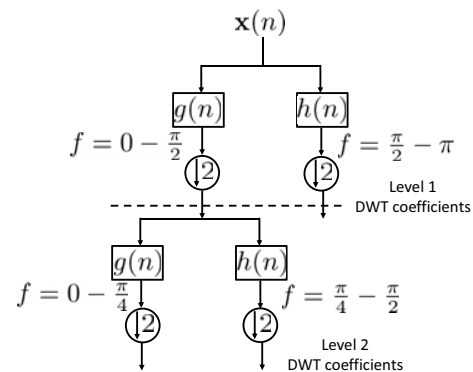 x(n)
g(n) h(n)
f = 0 − π/2
f = π/2 − π
↓2 ↓2
Level 1
DWT coefficients
g(n) h(n)
f = 0 − π/4
f = π/4 − π/2
↓2 ↓2
Level 2
DWT coefficients